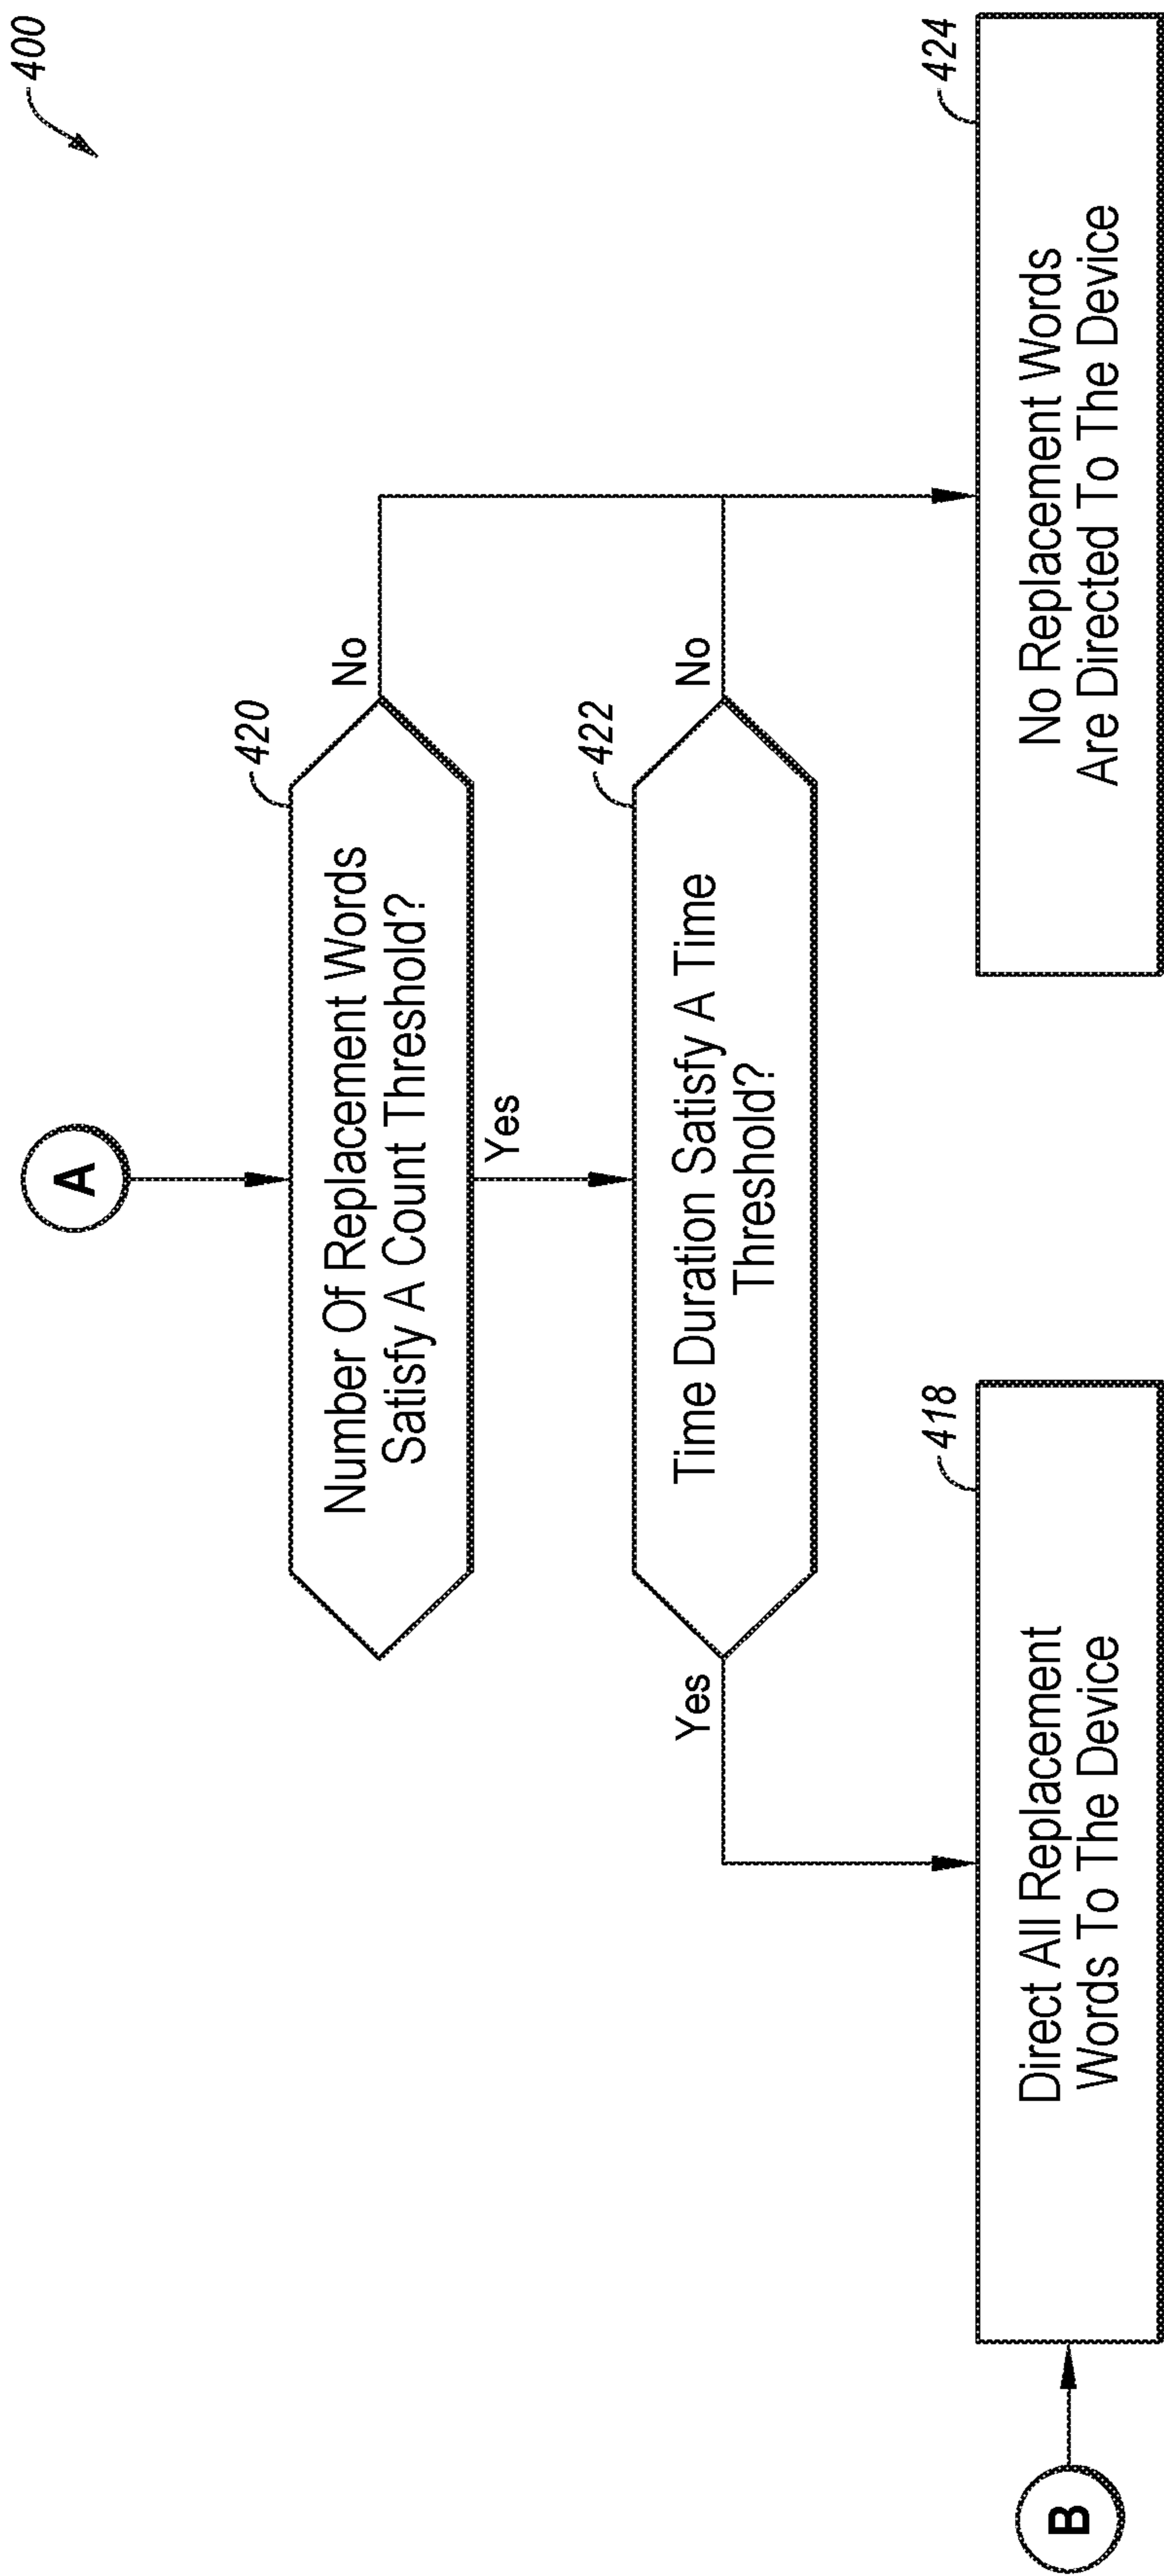 400
A
420
Number Of Replacement Words
Satisfy A Count Threshold?
No
Yes
422
Time Duration Satisfy A Time
Threshold?
No
Yes
418
Direct All Replacement
Words To The Device
424
No Replacement Words
Are Directed To The Device
B